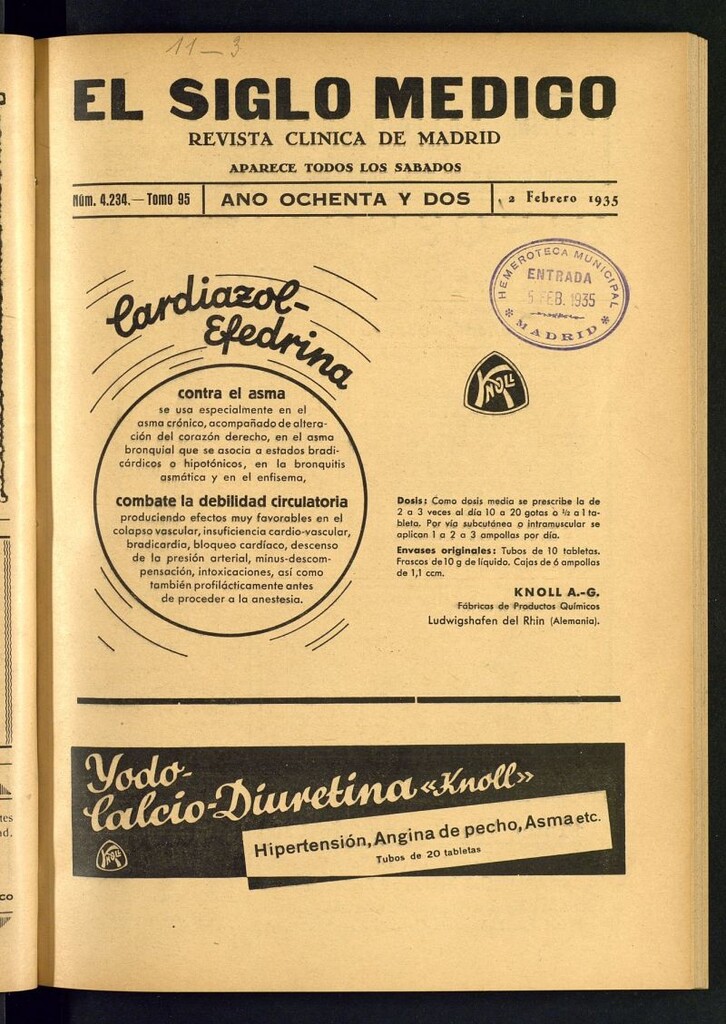 11-3
EL SIGLO MEDICO
REVISTA CLINICA DE MADRID
APARECE TODOS LOS SABADOS
Núm. 4.234.—Tomo 95
ANO OCHENTA Y DOS
2 Febrero 1935
HEMEROTECA MUNICIPAL
ENTRADA
5 FEB. 1935
* MADRID *
Cardiazol-
Efedrina
contra el asma
se usa especialmente en el
asma crónico, acompañado de altera-
ción del corazón derecho, en el asma
bronquial que se asocia a estados bradi-
cárdicos o hipotónicos, en la bronquitis
asmática y en el enfisema,
combate la debilidad circulatoria
produciendo efectos muy favorables en el
colapso vascular, insuficiencia cardio-vascular,
bradicardia, bloqueo cardíaco, descenso
de la presión arterial, minus-descom-
pensación, intoxicaciones, así como
también profilácticamente antes
de proceder a la anestesia.
KNOLL
Dosis: Como dosis media se prescribe la de
2 a 3 veces al día 10 a 20 gotas o ½ a 1 ta-
bleta. Por vía subcutánea o intramuscular se
aplican 1 a 2 a 3 ampollas por día.
Envases originales: Tubos de 10 tabletas.
Frascos de 10 g de líquido. Cajas de 6 ampollas
de 1,1 ccm.
KNOLL A.-G.
Fábricas de Productos Químicos
Ludwigshafen del Rhin (Alemania).
Yodo-
Calcio-Diuretina «Knoll»
KNOLL
Hipertensión, Angina de pecho, Asma etc.
Tubos de 20 tabletas